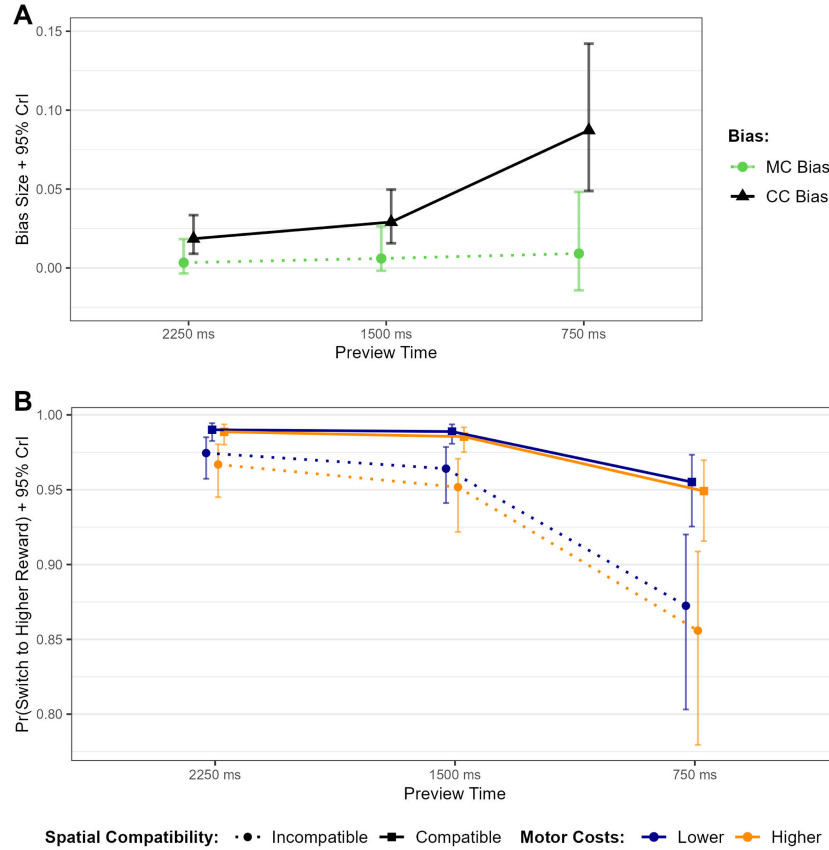 A
0.15
0.10
0.05
0.00
Bias Size + 95% CrI
2250 ms 1500 ms 750 ms
Preview Time
Bias:
MC Bias
CC Bias
B
1.00
0.95
0.90
0.85
0.80
Pr(Switch to Higher Reward) + 95% CrI
2250 ms 1500 ms 750 ms
Preview Time
Spatial Compatibility: Incompatible Compatible Motor Costs: Lower Higher